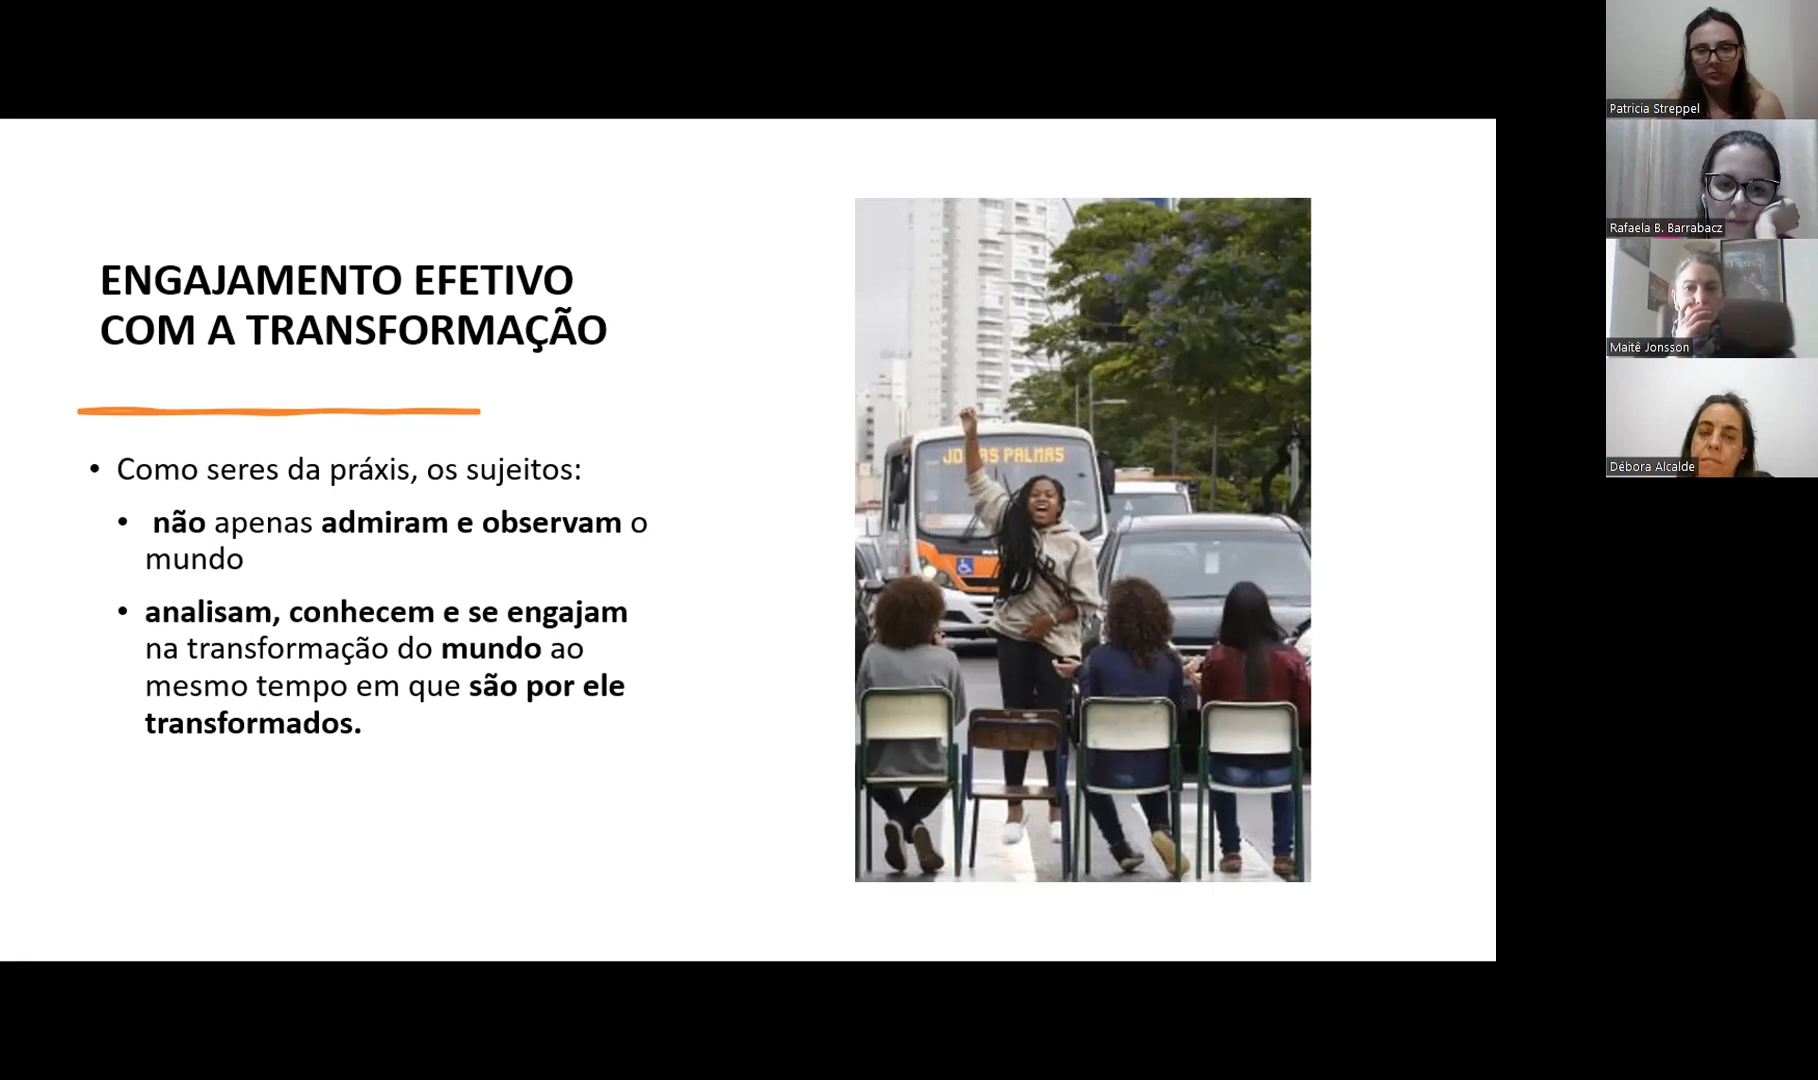 ENGAJAMENTO EFETIVO
COM A TRANSFORMAÇÃO
• Como seres da práxis, os sujeitos:
• não apenas admiram e observam o
mundo
• analisam, conhecem e se engajam
na transformação do mundo ao
mesmo tempo em que são por ele
transformados.
AS PALMAS
Patricia Streppel
Rafaela B. Barrabacz
Maitê Jonsson
Débora Alcalde